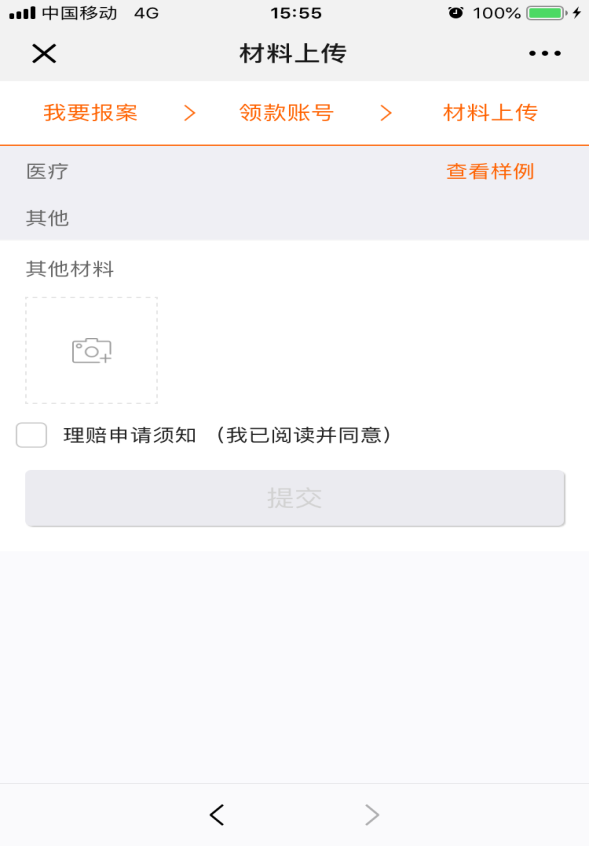 中国移动 4G 15:55 100%
材料上传
我要报案 > 领款账号 > 材料上传
医疗 查看样例
其他
其他材料
理赔申请须知 （我已阅读并同意）
提交